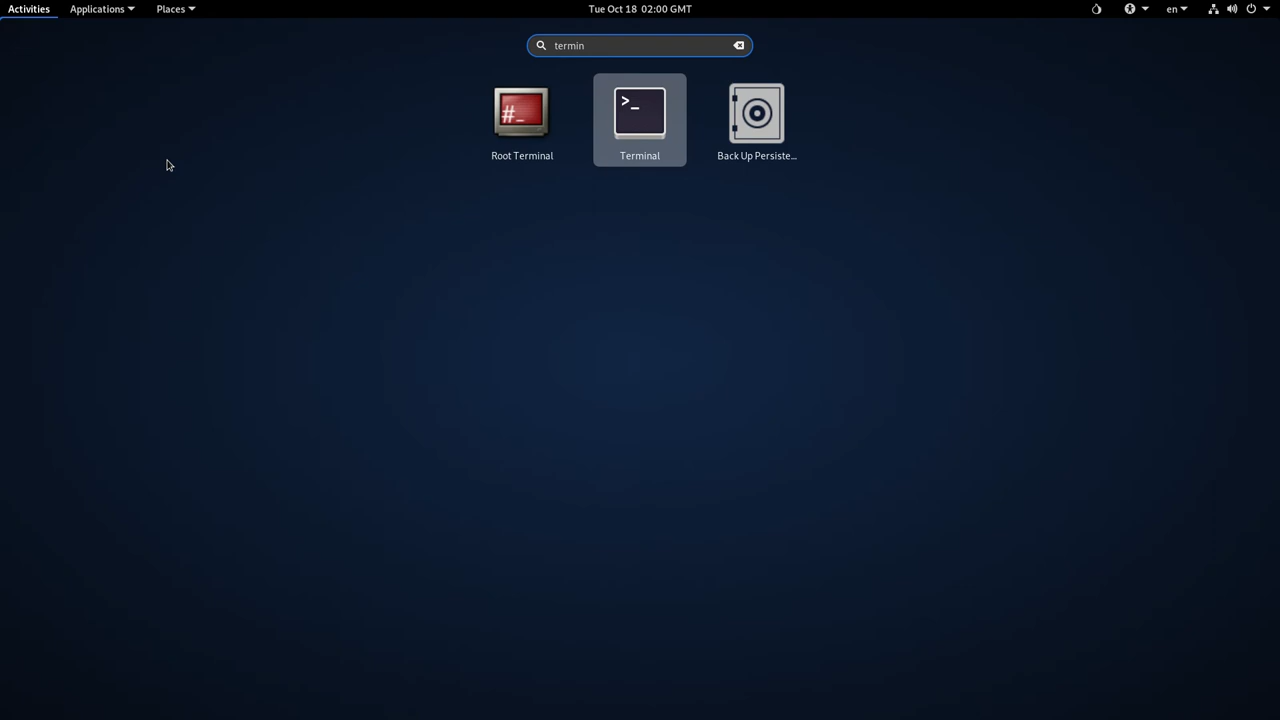 Activities Applications Places Tue Oct 18 02:00 GMT en
termin
#_ >_
Root Terminal Terminal Back Up Persiste...